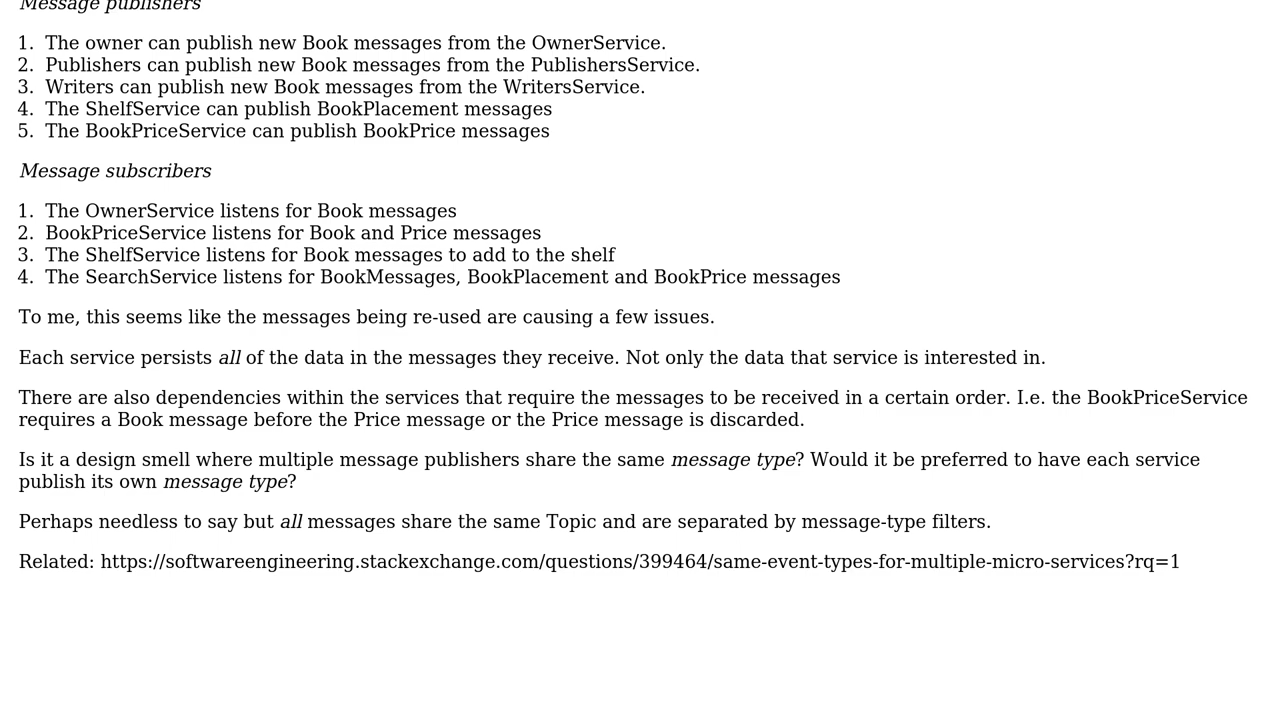 Message publishers
1. The owner can publish new Book messages from the OwnerService.
2. Publishers can publish new Book messages from the PublishersService.
3. Writers can publish new Book messages from the WritersService.
4. The ShelfService can publish BookPlacement messages
5. The BookPriceService can publish BookPrice messages
Message subscribers
1. The OwnerService listens for Book messages
2. BookPriceService listens for Book and Price messages
3. The ShelfService listens for Book messages to add to the shelf
4. The SearchService listens for BookMessages, BookPlacement and BookPrice messages
To me, this seems like the messages being re-used are causing a few issues.
Each service persists all of the data in the messages they receive. Not only the data that service is interested in.
There are also dependencies within the services that require the messages to be received in a certain order. I.e. the BookPriceService
requires a Book message before the Price message or the Price message is discarded.
Is it a design smell where multiple message publishers share the same message type? Would it be preferred to have each service
publish its own message type?
Perhaps needless to say but all messages share the same Topic and are separated by message-type filters.
Related: https://softwareengineering.stackexchange.com/questions/399464/same-event-types-for-multiple-micro-services?rq=1